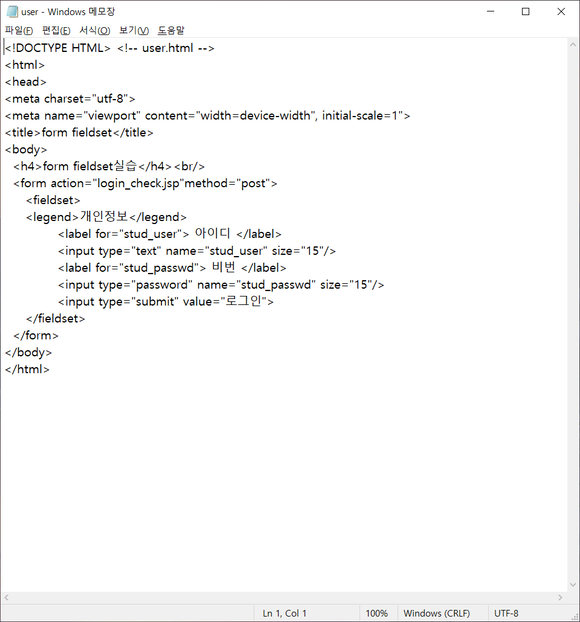 user - Windows 메모장
파일(F) 편집(E) 서식(O) 보기(V) 도움말
<!DOCTYPE HTML> <!-- user.html -->
<html>
<head>
<meta charset="utf-8">
<meta name="viewport" content="width=device-width", initial-scale=1">
<title>form fieldset</title>
<body>
<h4>form fieldset실습</h4><br/>
<form action="login_check.jsp"method="post">
<fieldset>
<legend>개인정보</legend>
<label for="stud_user"> 아이디 </label>
<input type="text" name="stud_user" size="15"/>
<label for="stud_passwd"> 비번 </label>
<input type="password" name="stud_passwd" size="15"/>
<input type="submit" value="로그인">
</fieldset>
</form>
</body>
</html>
Ln 1, Col 1 100% Windows (CRLF) UTF-8